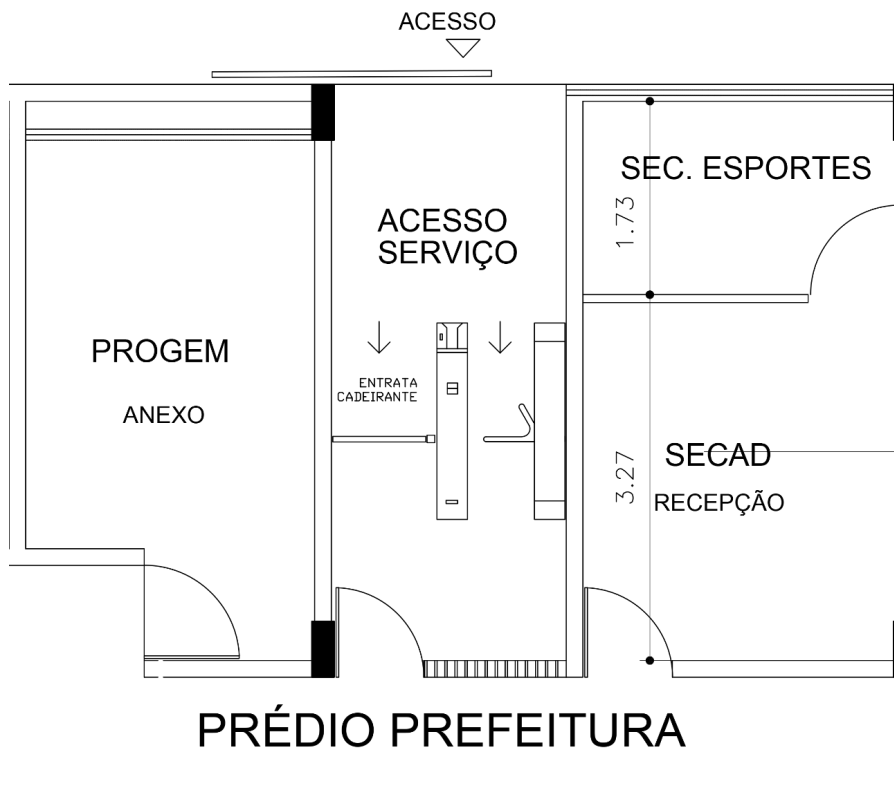 ACESSO
SEC. ESPORTES
1.73
ACESSO
SERVIÇO
PROGEM
ANEXO
ENTRATA
CADEIRANTE
3.27
SECAD
RECEPÇÃO
PRÉDIO PREFEITURA